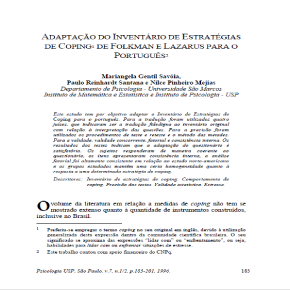 ADAPTAÇÃO DO INVENTÁRIO DE ESTRATÉGIAS
DE COPING1 DE FOLKMAN E LAZARUS PARA O
PORTUGUÊS2
Mariangela Gentil Savóia,
Paulo Reinhardt Santana e Nilce Pinheiro Mejias
Departamento de Psicologia - Universidade São Marcos
Instituto de Matemática e Estatística e Instituto de Psicologia - USP
Este estudo tem por objetivo adaptar o Inventário de Estratégias de
Coping para o português. Para a tradução foram utilizados quatro
juízes, que indicaram ser a tradução fidedigna ao inventário original
com relação à interpretação das questões. Para a precisão foram
utilizados os procedimentos de teste e reteste e o método das metades.
Para a validade, validade concorrente fatorial e consistência interna. Os
resultados dos testes indicam que a adaptação do questionário é
satisfatória. Os sujeitos responderam de maneira coerente ao
questionário, os itens apresentaram consistência interna, a análise
fatorial foi altamente consistente em relação ao estudo norte-americano
e os grupos estudados mantêm uma certa homogeneidade quanto à
resposta a uma determinada estratégia de coping.
Descritores: Inventário de estratégias de coping. Comportamento de
coping. Precisão dos testes. Validade estatística. Estresse.
O volume da literatura em relação a medidas de coping não tem se
mostrado extenso quanto à quantidade de instrumentos construídos,
inclusive no Brasil.
1 Preferiu-se empregar o termo coping no seu original em inglês, devido à utilização
generalizada desta expressão dentro da comunidade científica brasileira. O seu
significado se aproxima das expressões "lidar com" ou "enfrentamento", ou seja,
habilidades para lidar com ou enfrentar situações de estresse.
2 Este trabalho contou com apoio financeiro do CNPq.
Psicologia USP, São Paulo, v.7, n.1/2, p.183-201, 1996. 183